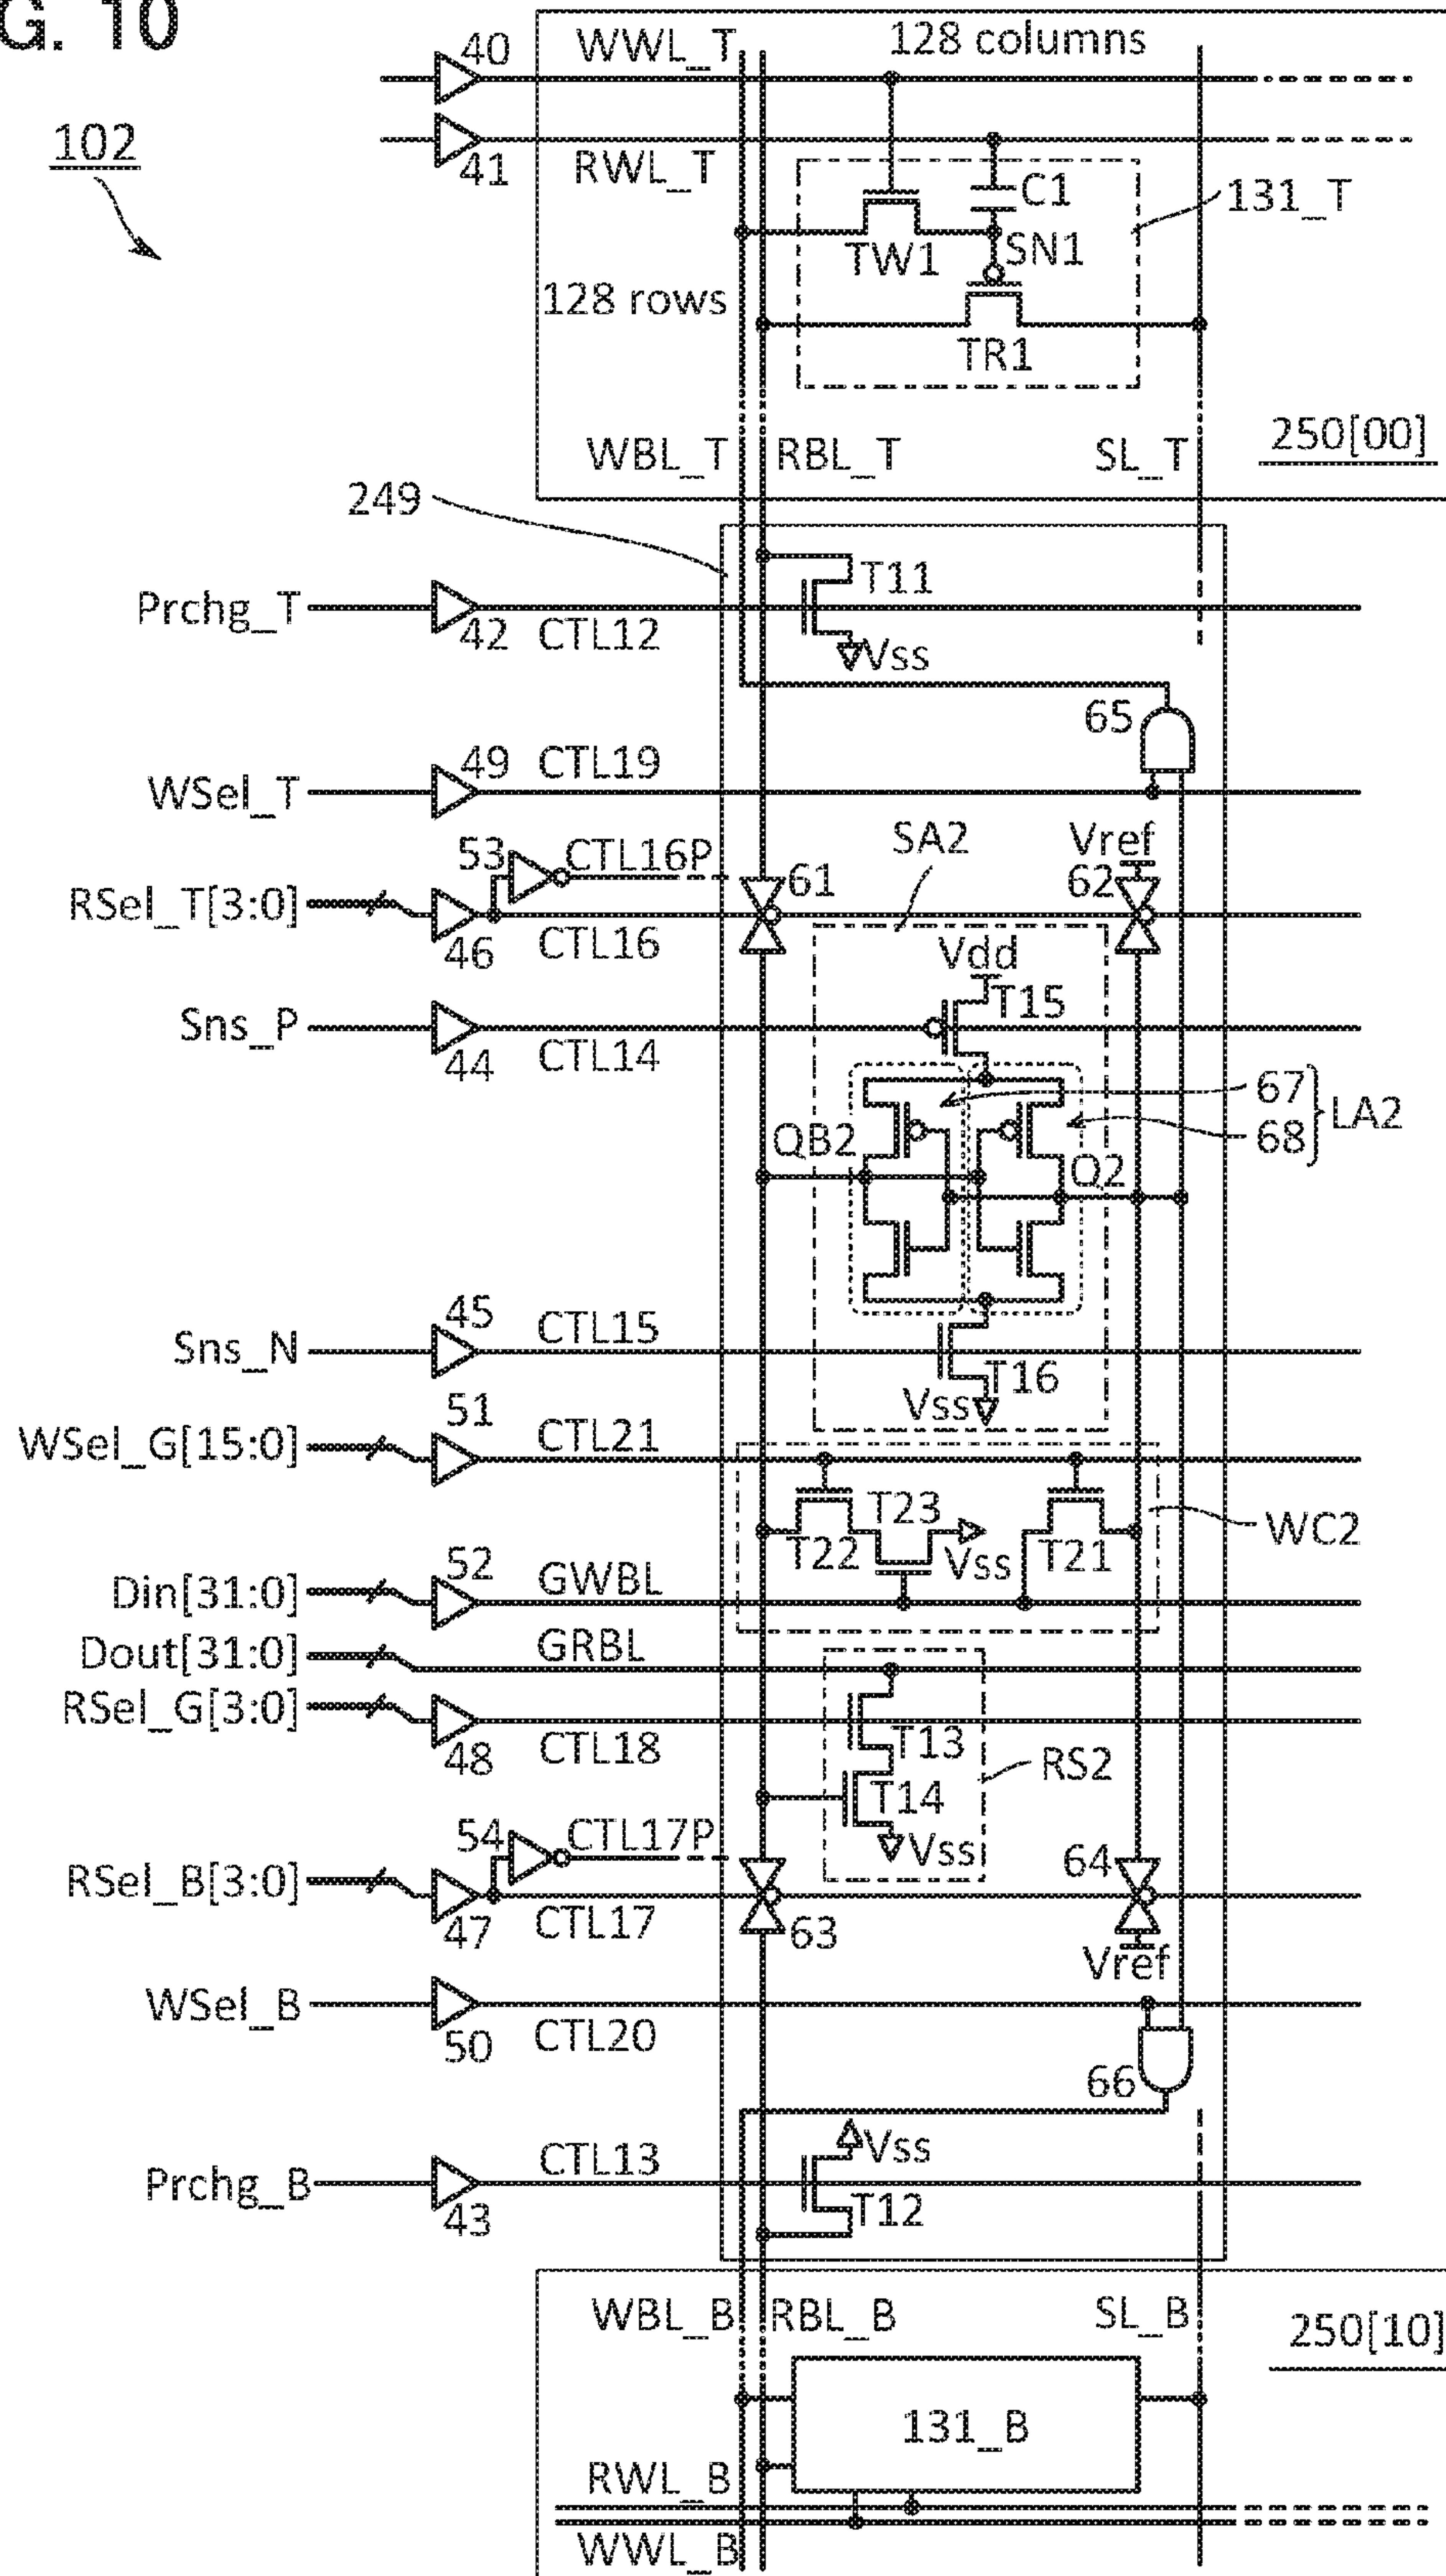 G. 10
102
40
WWL_T
128 columns
41
RWL_T
C1
131_T
TW1
SN1
128 rows
TR1
WBL_T
RBL_T
SL_T
250[00]
249
T11
Prchg_T
42
CTL12
Vss
65
49
CTL19
WSel_T
SA2
Vref
53
CTL16P
61
62
RSel_T[3:0]
46
CTL16
Vdd
T15
Sns_P
44
CTL14
67
68
LA2
QB2
Q2
45
CTL15
Sns_N
T16
Vss
51
CTL21
WSel_G[15:0]
T23
WC2
T22
Vss
T21
52
GWBL
Din[31:0]
Dout[31:0]
GRBL
RSel_G[3:0]
48
CTL18
T13
RS2
T14
54
CTL17P
Vss
64
RSel_B[3:0]
47
CTL17
63
Vref
WSel_B
50
CTL20
66
Vss
CTL13
Prchg_B
43
T12
WBL_B
RBL_B
SL_B
250[10]
131_B
RWL_B
WWL_B